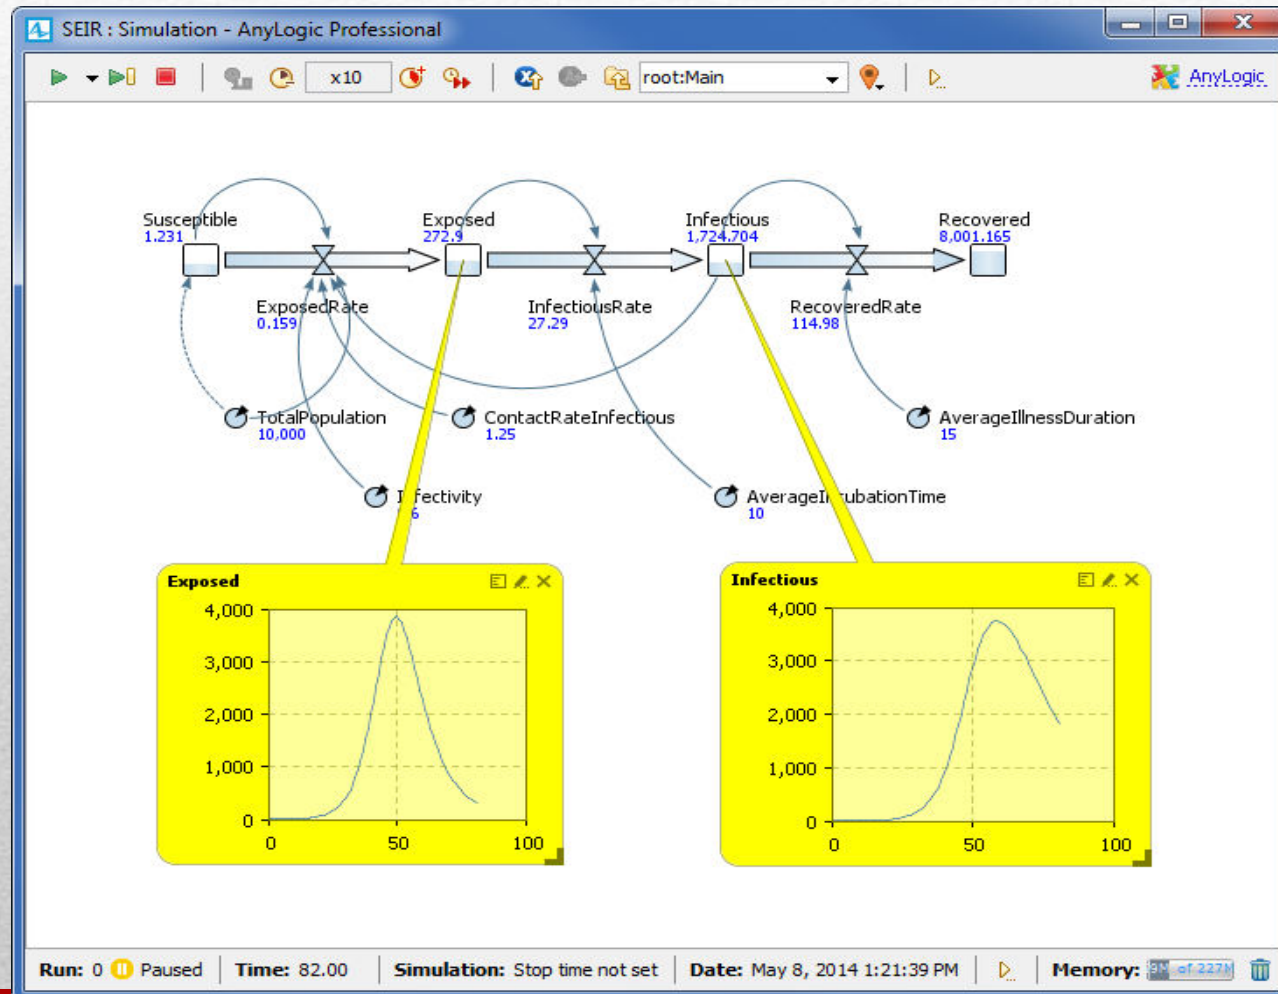 SEIR : Simulation - AnyLogic Professional
x10
root:Main
AnyLogic
Susceptible
1.231
Exposed
272.9
Infectious
1,724.704
Recovered
8,001.165
ExposedRate
0.159
InfectiousRate
27.29
RecoveredRate
114.98
TotalPopulation
10,000
ContactRateInfectious
1.25
AverageIllnessDuration
15
AverageIncubationTime
10
Exposed
4,000
3,000
2,000
1,000
0
0 50 100
Infectious
4,000
3,000
2,000
1,000
0
0 50 100
Run: 0 Paused Time: 82.00 Simulation: Stop time not set Date: May 8, 2014 1:21:39 PM Memory: of 227M